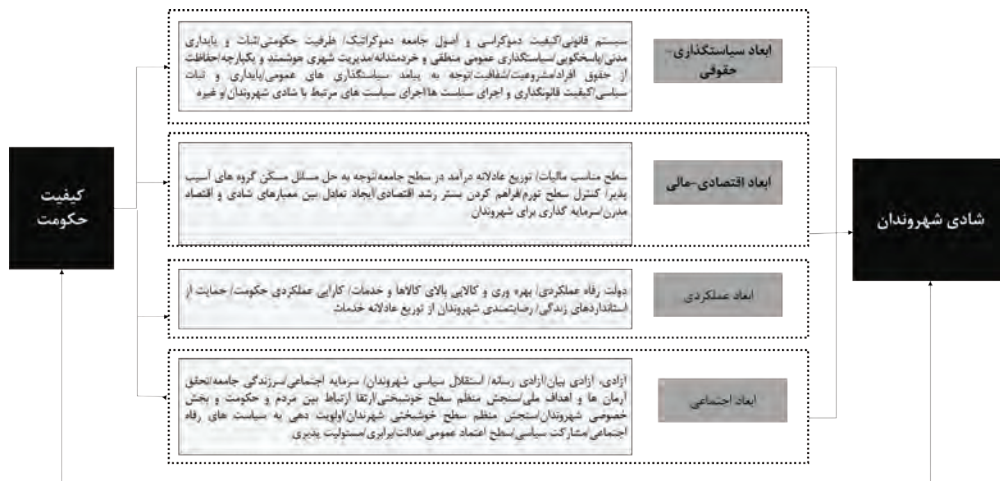 ابعاد سیاستگذاری-
حقوقی
سیستم قانونی/کیفیت دموکراسی و اصول جامعه دموکراتیک/ ظرفیت حکومتی/ثبات و پایداری
مدنی/پاسخگویی/سیاستگذاری عمومی منطقی و خردمندانه/مدیریت شهری هوشمند و یکپارچه/حفاظت
از حقوق افراد/مشروعیت/شفافیت/توجه به پیامد سیاستگذاری های عمومی/پایداری و ثبات
سیاسی/کیفیت قانونگذاری و اجرای سیاست ها/اجرای سیاست های مرتبط با شادی شهروندان/و غیره
شادی شهروندان
ابعاد اقتصادی-مالی
سطح مناسب مالیات/ توزیع عادلانه درآمد در سطح جامعه/توجه به حل مسائل مسکن گروه های آسیب
پذیر/ کنترل سطح تورم/فراهم کردن بستر رشد اقتصادی/ایجاد تعادل بین معیارهای شادی و اقتصاد
مدرن/سرمایه گذاری برای شهروندان
کیفیت
حکومت
ابعاد عملکردی
دولت رفاه عملکردی/ بهره وری و کالایی بالای کالاها و خدمات/ کارایی عملکردی حکومت/ حمایت از
استانداردهای زندگی/ رضایتمندی شهروندان از توزیع عادلانه خدمات
ابعاد اجتماعی
آزادی، آزادی بیان/آزادی رسانه/ استقلال سیاسی شهروندان/ سرمایه اجتماعی/سرزندگی جامعه/تحقق
آرمان ها و اهداف ملی/سنجش منظم سطح خوشبختی/ارتقا ارتباط بین مردم و حکومت و بخش
خصوصی شهروندان/سنجش منظم سطح خوشبختی شهرندان/اولویت دهی به سیاست های رفاه
اجتماعی/مشارکت سیاسی/سطح اعتماد عمومی/عدالت/برابری/مسئولیت پذیری